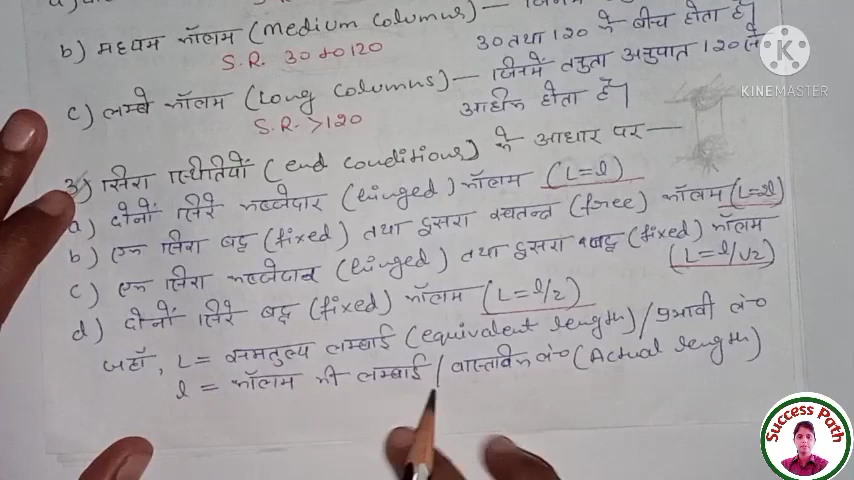 b) मध्यम कॉलम (Medium Columns) —
S.R. 30 to 120
30 तथा 120 के बीच होता है।
c) लम्बे कॉलम (Long Columns) — जिनमें तनुता अनुपात 120 से
S.R. >120
अधिक होता है।
3) सिरा स्थितियों (end conditions) के आधार पर —
a) दोनों सिरे कब्जेदार (hinged) कॉलम (L=l)
b) एक सिरा बद्ध (fixed) तथा दूसरा स्वतन्त्र (free) कॉलम (L=2l)
c) एक सिरा कब्जेदार (hinged) तथा दूसरा बद्ध (fixed) कॉलम
(L=l/√2)
d) दोनों सिरे बद्ध (fixed) कॉलम (L=l/2)
जहाँ, L = समतुल्य लम्बाई (equivalent length) / प्रभावी लं०
l = कॉलम की लम्बाई / वास्तविक लं० (Actual length)
KINEMASTER
Success Path